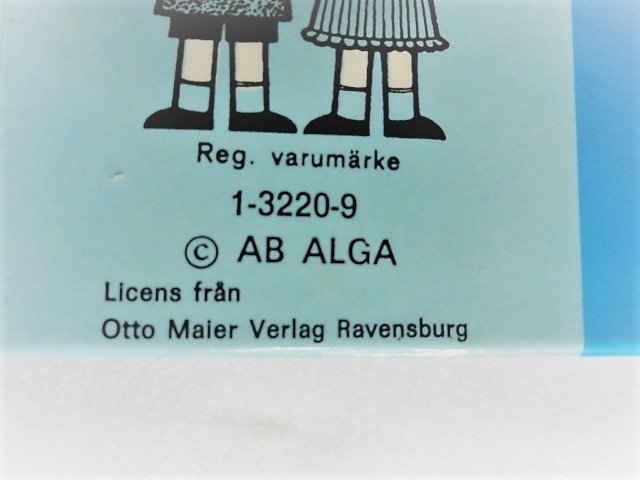 Reg. varumärke
1-3220-9
© AB ALGA
Licens från
Otto Maier Verlag Ravensburg